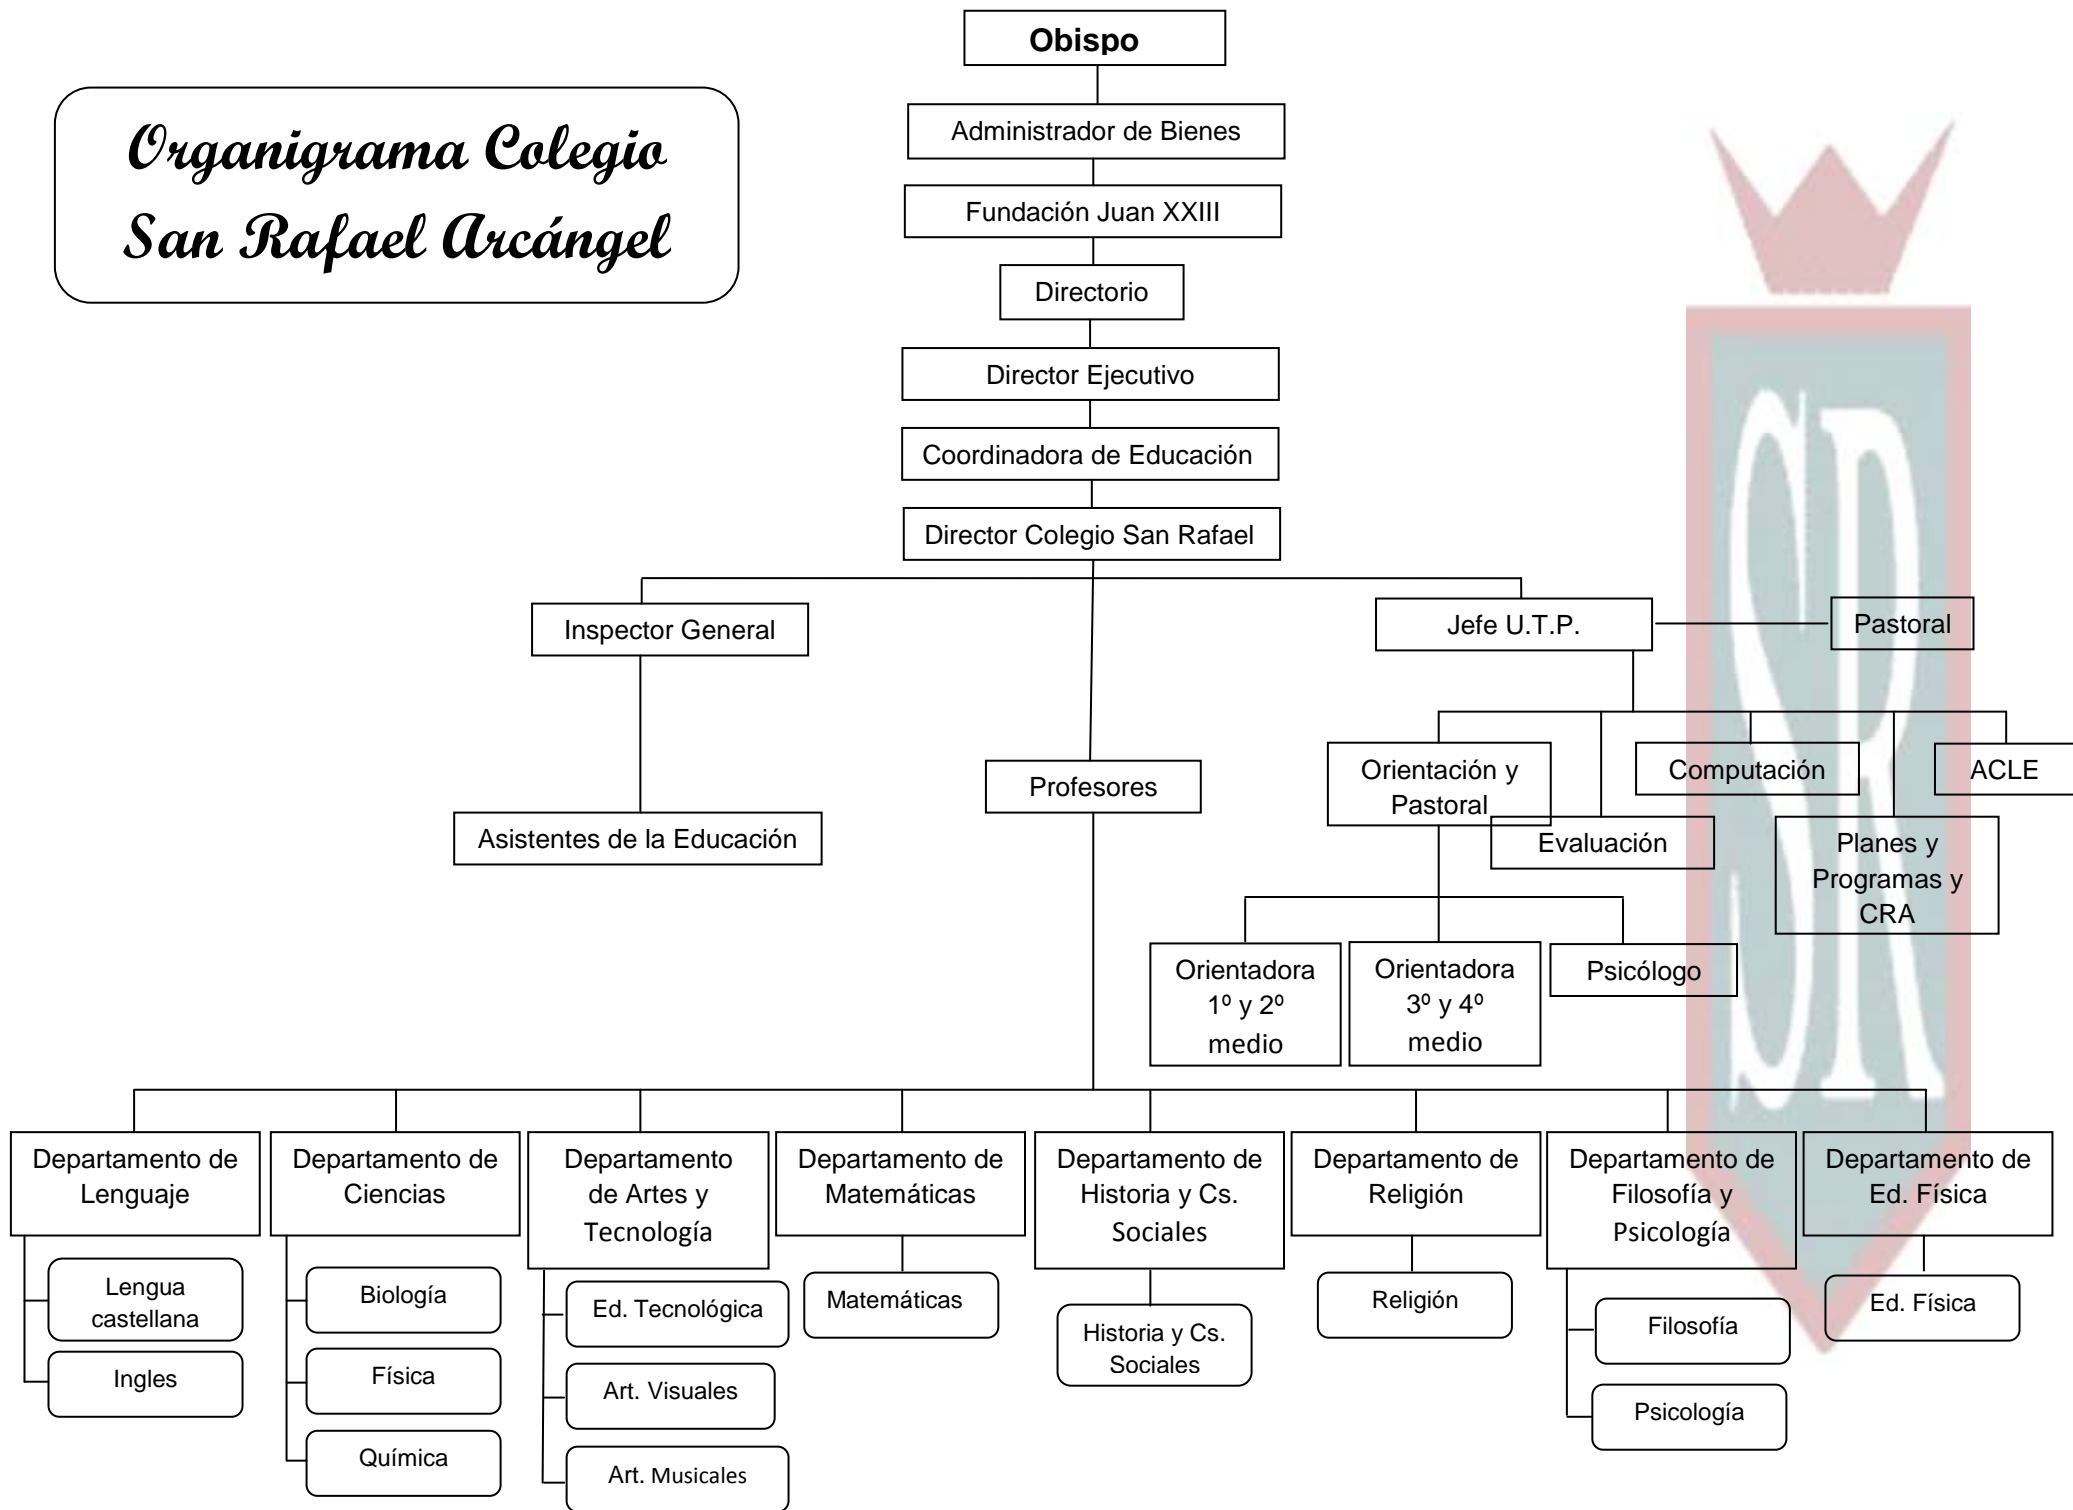 Obispo
Organigrama Colegio
San Rafael Arcángel
Administrador de Bienes
Fundación Juan XXIII
Directorio
Director Ejecutivo
Coordinadora de Educación
Director Colegio San Rafael
Inspector General
Jefe U.T.P.
Pastoral
Asistentes de la Educación
Profesores
Orientación y
Pastoral
Evaluación
Computación
Planes y
Programas y
CRA
ACLE
Orientadora
1º y 2º
medio
Orientadora
3º y 4º
medio
Psicólogo
Departamento de
Lenguaje
Departamento de
Ciencias
Departamento
de Artes y
Tecnología
Departamento de
Matemáticas
Departamento de
Historia y Cs.
Sociales
Departamento de
Religión
Departamento de
Filosofía y
Psicología
Departamento de
Ed. Física
Lengua
castellana
Ingles
Biología
Física
Química
Ed. Tecnológica
Art. Visuales
Art. Musicales
Matemáticas
Historia y Cs.
Sociales
Religión
Filosofía
Psicología
Ed. Física
SR